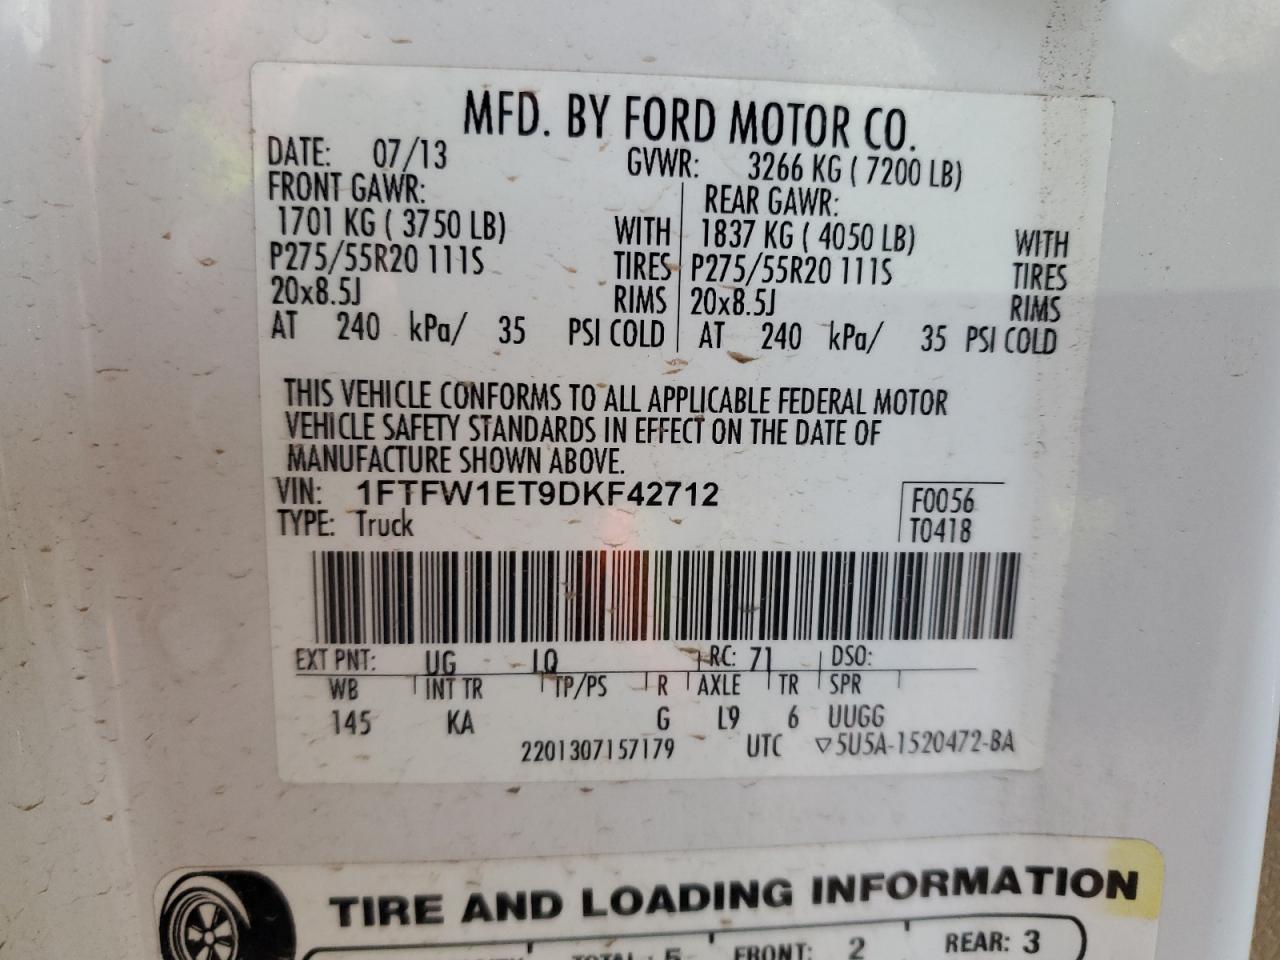 MFD. BY FORD MOTOR CO.
DATE: 07/13 GVWR: 3266 KG ( 7200 LB)
FRONT GAWR: REAR GAWR:
1701 KG ( 3750 LB) WITH 1837 KG ( 4050 LB) WITH
P275/55R20 111S TIRES P275/55R20 111S TIRES
20x8.5J RIMS 20x8.5J RIMS
AT 240 kPa/ 35 PSI COLD AT 240 kPa/ 35 PSI COLD
THIS VEHICLE CONFORMS TO ALL APPLICABLE FEDERAL MOTOR
VEHICLE SAFETY STANDARDS IN EFFECT ON THE DATE OF
MANUFACTURE SHOWN ABOVE.
VIN: 1FTFW1ET9DKF42712 F0056
TYPE: Truck T0418
EXT PNT: UG LQ RC: 71 DSO:
WB INT TR TP/PS R AXLE TR SPR
145 KA G L9 6 UUGG
2201307157179 UTC ▽5U5A-1520472-BA
TIRE AND LOADING INFORMATION
TOTAL : 5 FRONT: 2 REAR: 3